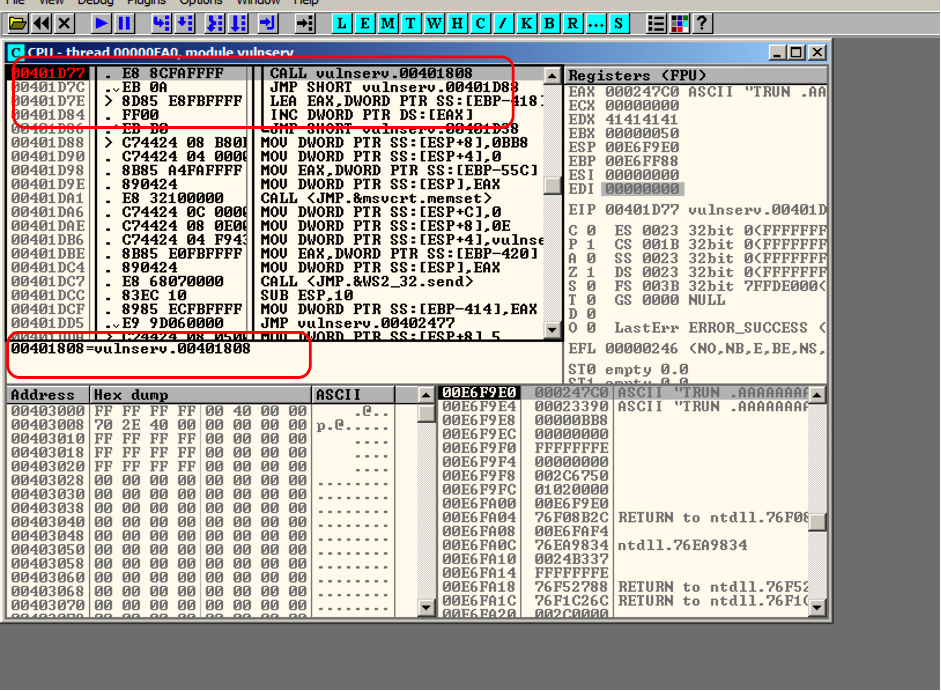 File View Debug Plugins Options Window Help
L E M T W H C / K B R ... S ?
C CPU - thread 00000FA0, module vulnserv
00401D77 . E8 8CFAFFFF CALL vulnserv.00401808
00401D7C . EB 0A JMP SHORT vulnserv.00401D88
00401D7E > 8D85 E8FBFFFF LEA EAX,DWORD PTR SS:[EBP-418]
00401D84 . FF00 INC DWORD PTR DS:[EAX]
00401D86 . EB B0 JMP SHORT vulnserv.00401D38
00401D88 > C74424 08 B80 MOV DWORD PTR SS:[ESP+8],0BB8
00401D90 . C74424 04 000 MOV DWORD PTR SS:[ESP+4],0
00401D98 . 8B85 A4FAFFFF MOV EAX,DWORD PTR SS:[EBP-55C]
00401D9E . 890424 MOV DWORD PTR SS:[ESP],EAX
00401DA1 . E8 32100000 CALL <JMP.&msvcrt.memset>
00401DA6 . C74424 0C 000 MOV DWORD PTR SS:[ESP+C],0
00401DAE . C74424 08 0E0 MOV DWORD PTR SS:[ESP+8],0E
00401DB6 . C74424 04 F943 MOV DWORD PTR SS:[ESP+4],vulnse
00401DBE . 8B85 E0FBFFFF MOV EAX,DWORD PTR SS:[EBP-420]
00401DC4 . 890424 MOV DWORD PTR SS:[ESP],EAX
00401DC7 . E8 68070000 CALL <JMP.&WS2_32.send>
00401DCC . 83EC 10 SUB ESP,10
00401DCF . 8985 ECFBFFFF MOV DWORD PTR SS:[EBP-414],EAX
00401DD5 . E9 9D060000 JMP vulnserv.00402477
00401DDA > C74424 08 0500 MOV DWORD PTR SS:[ESP+8],5
00401808=vulnserv.00401808
Registers (FPU)
EAX 000247C0 ASCII "TRUN .AA
ECX 00000000
EDX 41414141
EBX 00000050
ESP 00E6F9E0
EBP 00E6FF88
ESI 00000000
EDI 00000000
EIP 00401D77 vulnserv.00401D
C 0 ES 0023 32bit 0(FFFFFFF
P 1 CS 001B 32bit 0(FFFFFFF
A 0 SS 0023 32bit 0(FFFFFFF
Z 1 DS 0023 32bit 0(FFFFFFF
S 0 FS 003B 32bit 7FFDE000(
T 0 GS 0000 NULL
D 0
O 0 LastErr ERROR_SUCCESS (
EFL 00000246 (NO,NB,E,BE,NS,
ST0 empty 0.0
ST1 empty 0.0
Address Hex dump ASCII
00403000 FF FF FF FF 00 40 00 00 .@..
00403008 70 2E 40 00 00 00 00 00 p.@.....
00403010 FF FF FF FF 00 00 00 00 ....
00403018 FF FF FF FF 00 00 00 00 ....
00403020 FF FF FF FF 00 00 00 00 ....
00403028 00 00 00 00 00 00 00 00 ........
00403030 00 00 00 00 00 00 00 00 ........
00403038 00 00 00 00 00 00 00 00 ........
00403040 00 00 00 00 00 00 00 00 ........
00403048 00 00 00 00 00 00 00 00 ........
00403050 00 00 00 00 00 00 00 00 ........
00403058 00 00 00 00 00 00 00 00 ........
00403060 00 00 00 00 00 00 00 00 ........
00403068 00 00 00 00 00 00 00 00 ........
00403070 00 00 00 00 00 00 00 00 ........
00E6F9E0 000247C0 ASCII "TRUN .AAAAAAAA
00E6F9E4 00023390 ASCII "TRUN .AAAAAAAA
00E6F9E8 00000BB8
00E6F9EC 00000000
00E6F9F0 FFFFFFFE
00E6F9F4 00000000
00E6F9F8 002C6750
00E6F9FC 01020000
00E6FA00 00E6F9E0
00E6FA04 76F08B2C RETURN to ntdll.76F08
00E6FA08 00E6FAF4
00E6FA0C 76EA9834 ntdll.76EA9834
00E6FA10 0024B337
00E6FA14 FFFFFFFE
00E6FA18 76F52788 RETURN to ntdll.76F52
00E6FA1C 76F1C26C RETURN to ntdll.76F1C
00E6FA20 002C0000